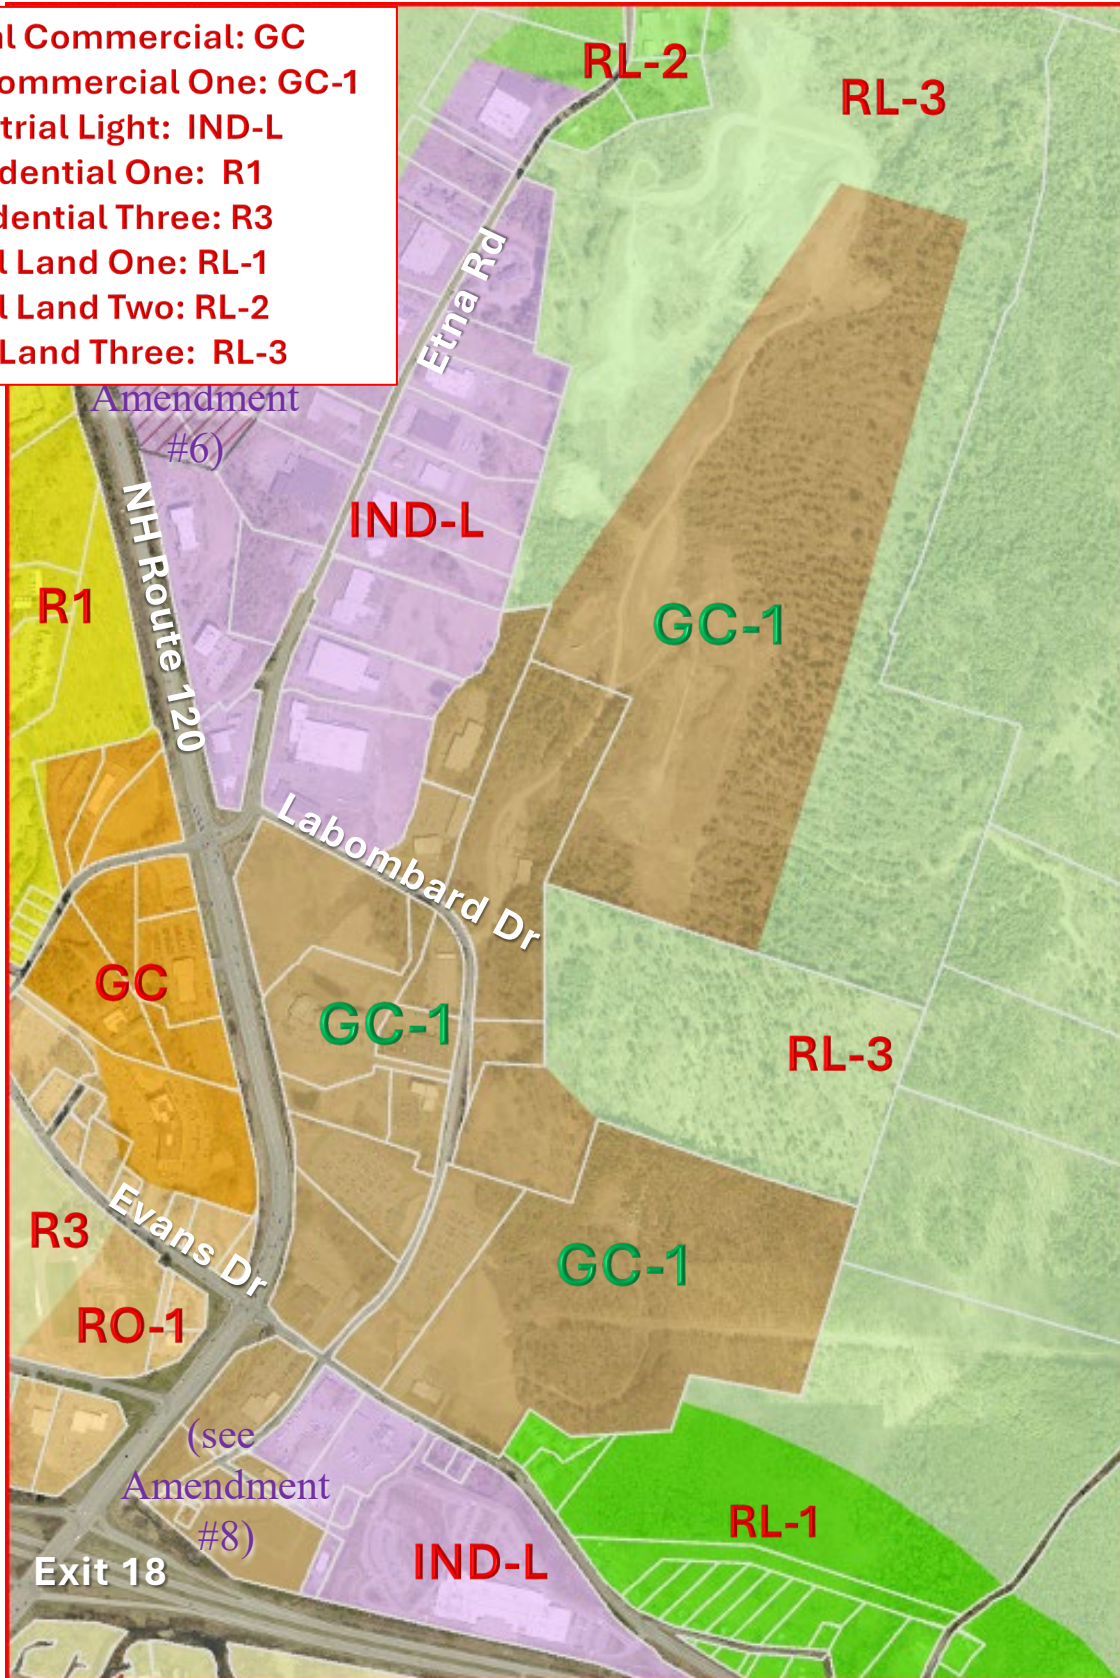 l Commercial: GC
ommercial One: GC-1
trial Light: IND-L
dential One: R1
dential Three: R3
l Land One: RL-1
l Land Two: RL-2
Land Three: RL-3
RL-2
RL-3
Etna Rd
Amendment
#6)
NH Route 120
IND-L
R1
GC-1
Labombard Dr
GC
GC-1
RL-3
Evans Dr
R3
GC-1
RO-1
(see
Amendment
#8)
RL-1
IND-L
Exit 18